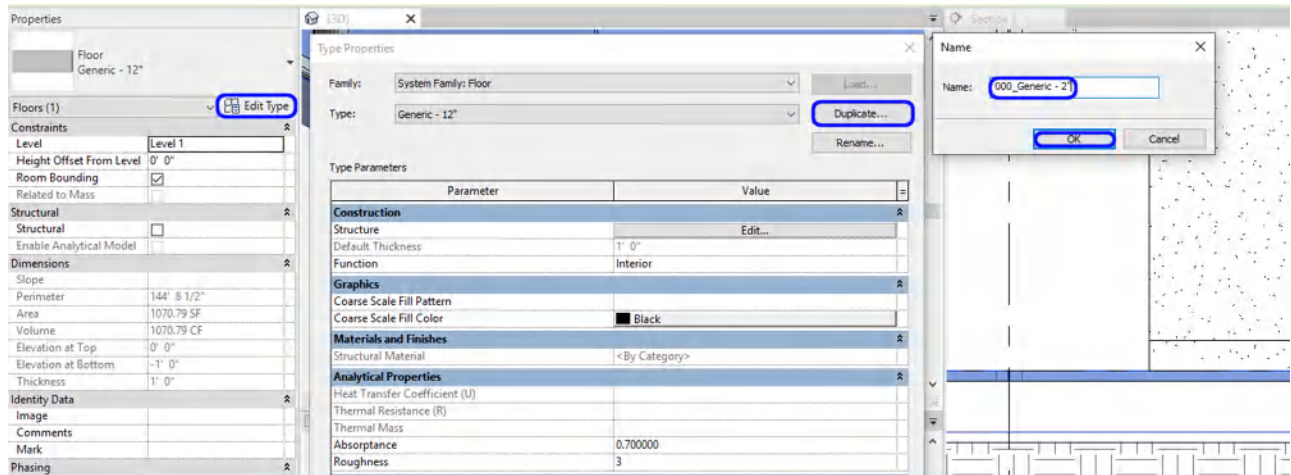 Properties
Floor
Generic - 12"
Floors (1)
Edit Type
Constraints
Level Level 1
Height Offset From Level 0' 0"
Room Bounding
Related to Mass
Structural
Structural
Enable Analytical Model
Dimensions
Slope
Perimeter 144' 8 1/2"
Area 1070.79 SF
Volume 1070.79 CF
Elevation at Top 0' 0"
Elevation at Bottom -1' 0"
Thickness 1' 0"
Identity Data
Image
Comments
Mark
Phasing
{3D}
Type Properties
Family: System Family: Floor Load...
Type: Generic - 12" Duplicate...
Rename...
Type Parameters
Parameter Value =
Construction
Structure Edit...
Default Thickness 1' 0"
Function Interior
Graphics
Coarse Scale Fill Pattern
Coarse Scale Fill Color Black
Materials and Finishes
Structural Material <By Category>
Analytical Properties
Heat Transfer Coefficient (U)
Thermal Resistance (R)
Thermal Mass
Absorptance 0.700000
Roughness 3
Section 1
Name
Name: 000_Generic - 2"
OK Cancel